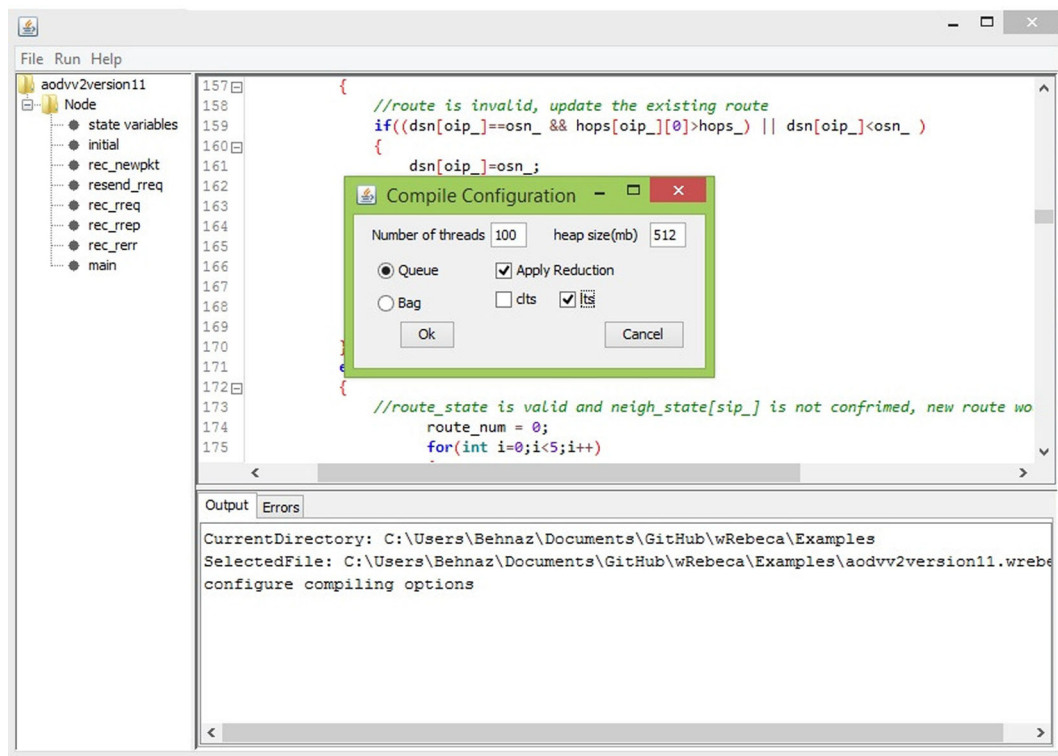 File Run Help
aodvv2version11
Node
state variables
initial
rec_newpkt
resend_rreq
rec_rreq
rec_rrep
rec_rerr
main
157 {
158 //route is invalid, update the existing route
159 if((dsn[oip_]==osn_ && hops[oip_][0]>hops_) || dsn[oip_]<osn_ )
160 {
161 dsn[oip_]=osn_;
162
163
164
165
166
167
168
169
170 }
171 e
172 {
173 //route_state is valid and neigh_state[sip_] is not confrimed, new route wo
174 route_num = 0;
175 for(int i=0;i<5;i++)
Compile Configuration
Number of threads 100 heap size(mb) 512
Queue Apply Reduction
Bag clts lts
Ok Cancel
Output Errors
CurrentDirectory: C:\Users\Behnaz\Documents\GitHub\wRebeca\Examples
SelectedFile: C:\Users\Behnaz\Documents\GitHub\wRebeca\Examples\aodvv2version11.wrebe
configure compiling options